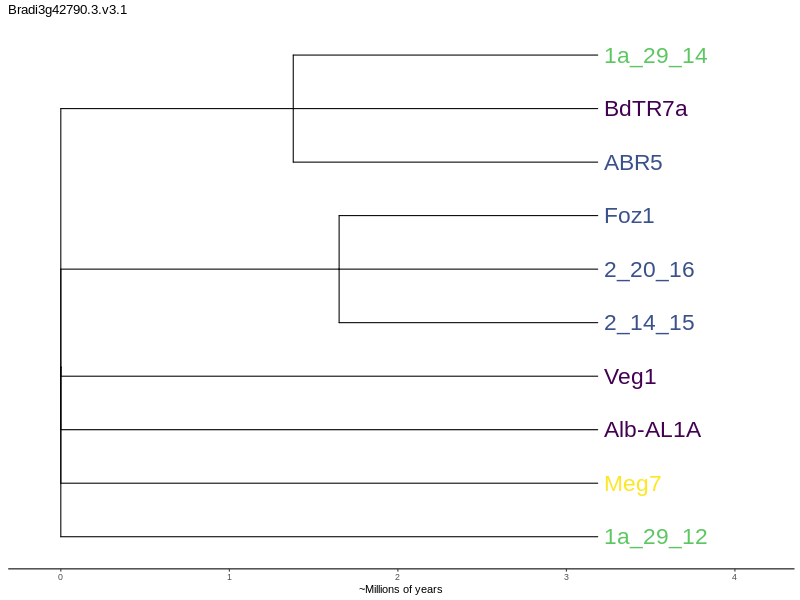 Bradi3g42790.3.v3.1
1a_29_14
BdTR7a
ABR5
Foz1
2_20_16
2_14_15
Veg1
Alb-AL1A
Meg7
1a_29_12
0 1 2 3 4
~Millions of years